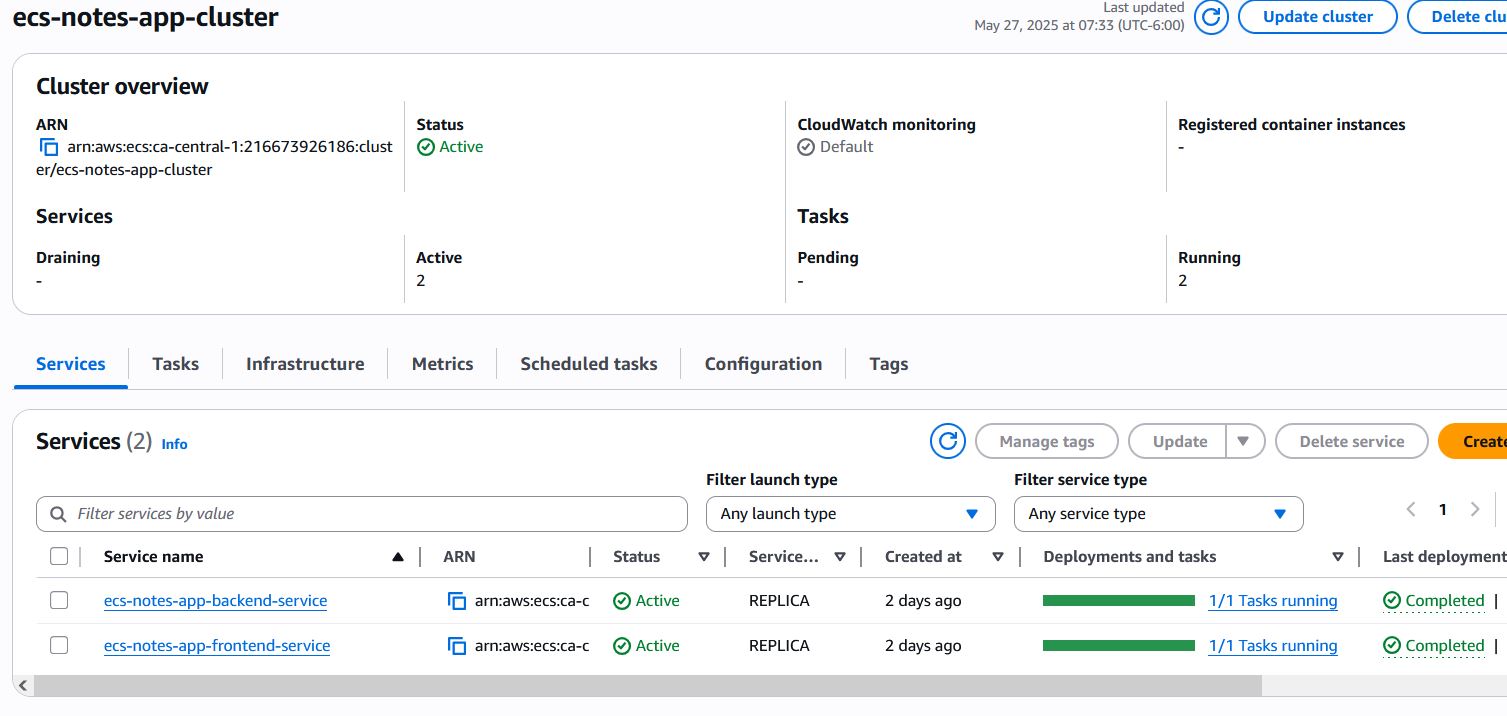 ecs-notes-app-cluster
Last updated
May 27, 2025 at 07:33 (UTC-6:00)
Update cluster
Delete clu
Cluster overview
ARN
arn:aws:ecs:ca-central-1:216673926186:clust
er/ecs-notes-app-cluster
Status
Active
CloudWatch monitoring
Default
Registered container instances
-
Services
Tasks
Draining
-
Active
2
Pending
-
Running
2
Services Tasks Infrastructure Metrics Scheduled tasks Configuration Tags
Services (2) Info
Manage tags Update Delete service Create
Filter launch type
Filter service type
Filter services by value
Any launch type
Any service type
1
Service name ARN Status Service... Created at Deployments and tasks Last deployment
ecs-notes-app-backend-service arn:aws:ecs:ca-c Active REPLICA 2 days ago 1/1 Tasks running Completed |
ecs-notes-app-frontend-service arn:aws:ecs:ca-c Active REPLICA 2 days ago 1/1 Tasks running Completed |